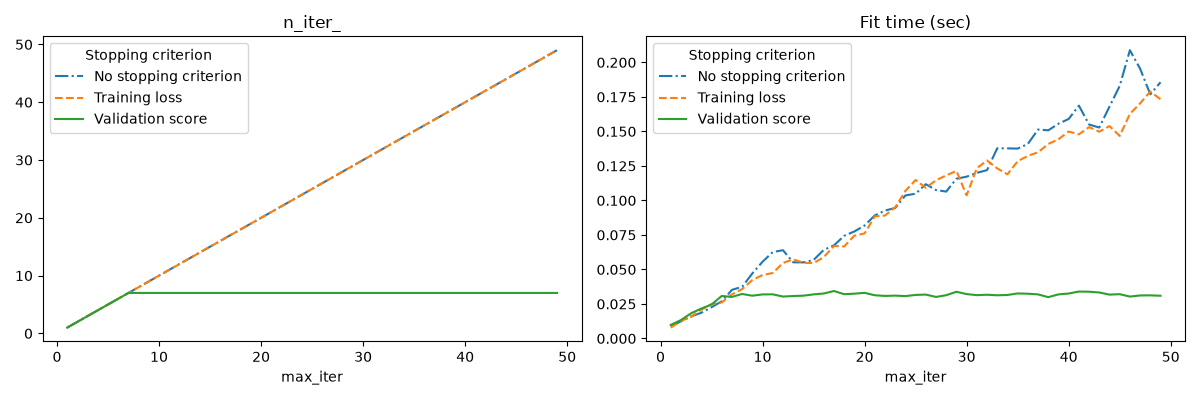 n_iter_
50
40
30
20
10
0
Stopping criterion
No stopping criterion
Training loss
Validation score
0 10 20 30 40 50
max_iter
Fit time (sec)
0.200
0.175
0.150
0.125
0.100
0.075
0.050
0.025
0.000
Stopping criterion
No stopping criterion
Training loss
Validation score
0 10 20 30 40 50
max_iter